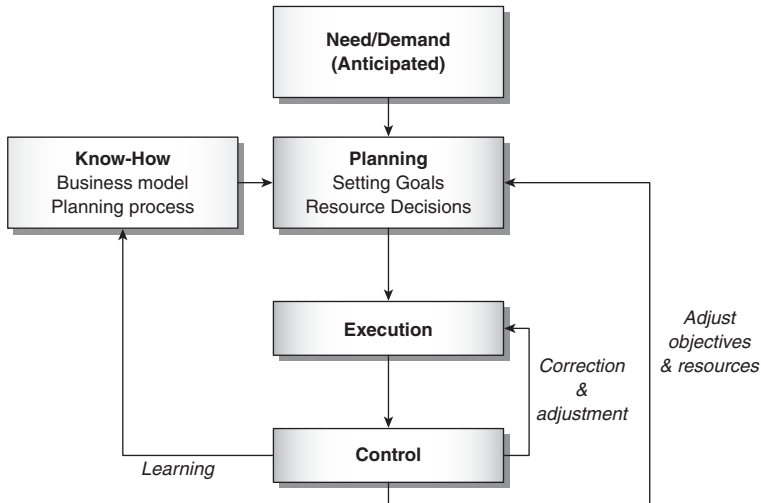 Need/Demand
(Anticipated)
Know-How
Business model
Planning process
Planning
Setting Goals
Resource Decisions
Execution
Adjust
objectives
& resources
Correction
&
adjustment
Control
Learning